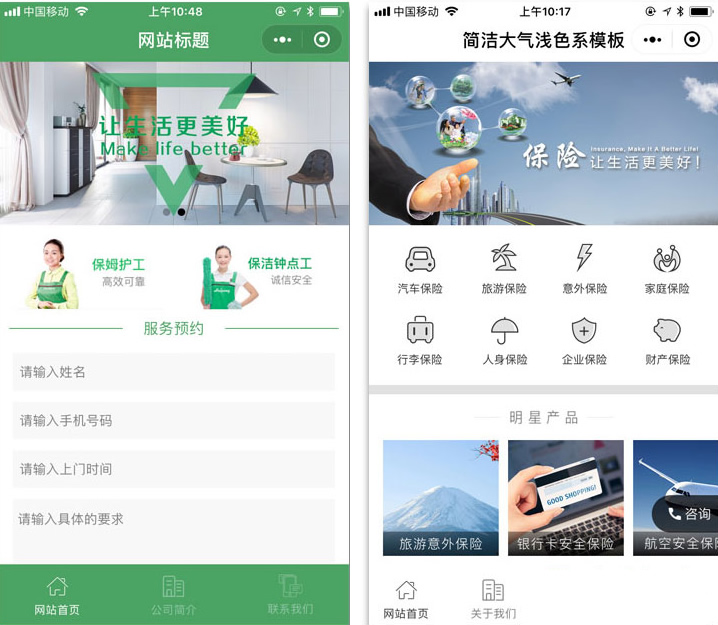 中国移动
上午10:48
网站标题
让生活更美好
Make life better
保姆护工
高效可靠
保洁钟点工
诚信安全
服务预约
请输入姓名
请输入手机号码
请输入上门时间
请输入具体的要求
网站首页
公司简介
联系我们
中国移动
上午10:17
简洁大气浅色系模板
保险
Insurance, Make It A Better Life!
让生活更美好!
汽车保险
旅游保险
意外保险
家庭保险
行李保险
人身保险
企业保险
财产保险
明星产品
GOOD SHOPPING!
旅游意外保险
银行卡安全保险
航空安全保险
咨询
网站首页
关于我们